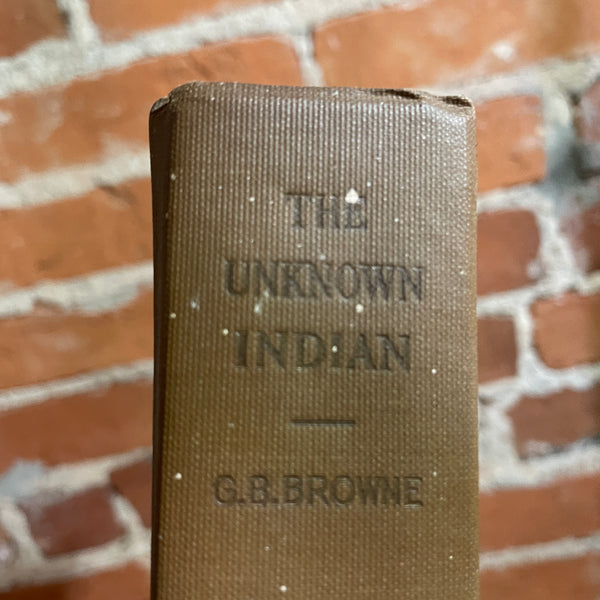 THE
UNKNOWN
INDIAN
G.B.BROWNE